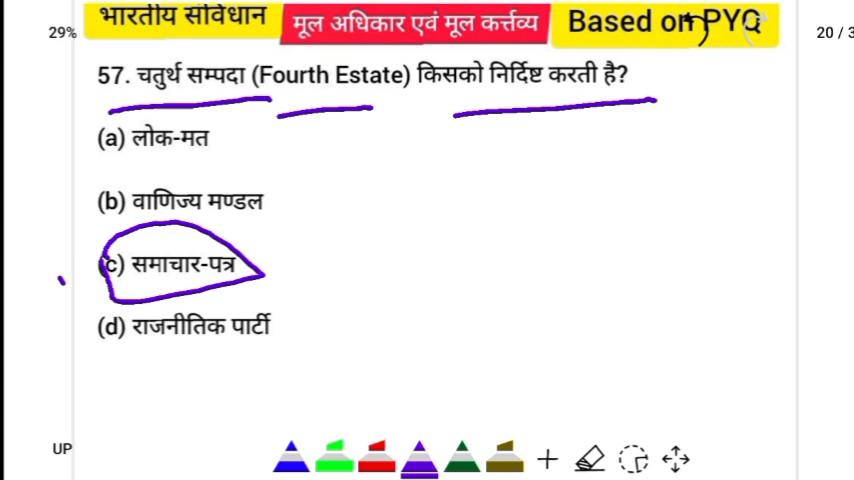 भारतीय संविधान
मूल अधिकार एवं मूल कर्त्तव्य
Based on PYQ
29%
20 / 3
57. चतुर्थ सम्पदा (Fourth Estate) किसको निर्दिष्ट करती है?
(a) लोक-मत
(b) वाणिज्य मण्डल
(c) समाचार-पत्र
(d) राजनीतिक पार्टी
UP